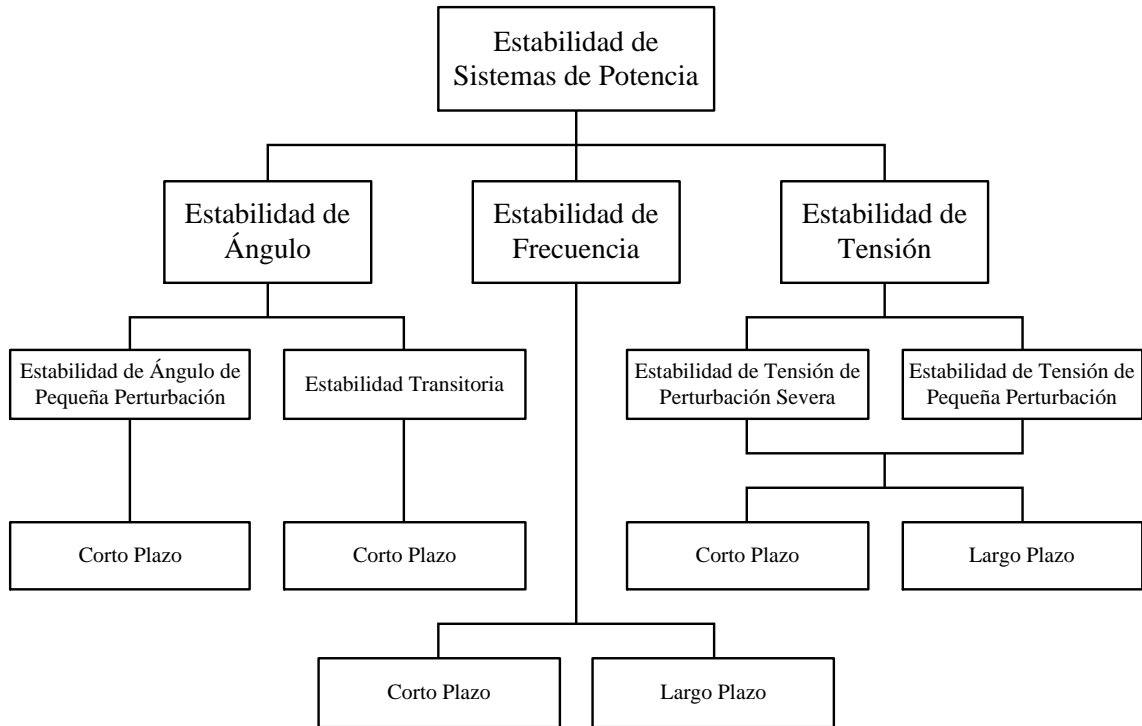 Estabilidad de
Sistemas de Potencia
Estabilidad de
Ángulo
Estabilidad de
Frecuencia
Estabilidad de
Tensión
Estabilidad de Ángulo de
Pequeña Perturbación
Estabilidad Transitoria
Estabilidad de Tensión de
Perturbación Severa
Estabilidad de Tensión de
Pequeña Perturbación
Corto Plazo
Corto Plazo
Corto Plazo
Largo Plazo
Corto Plazo
Largo Plazo